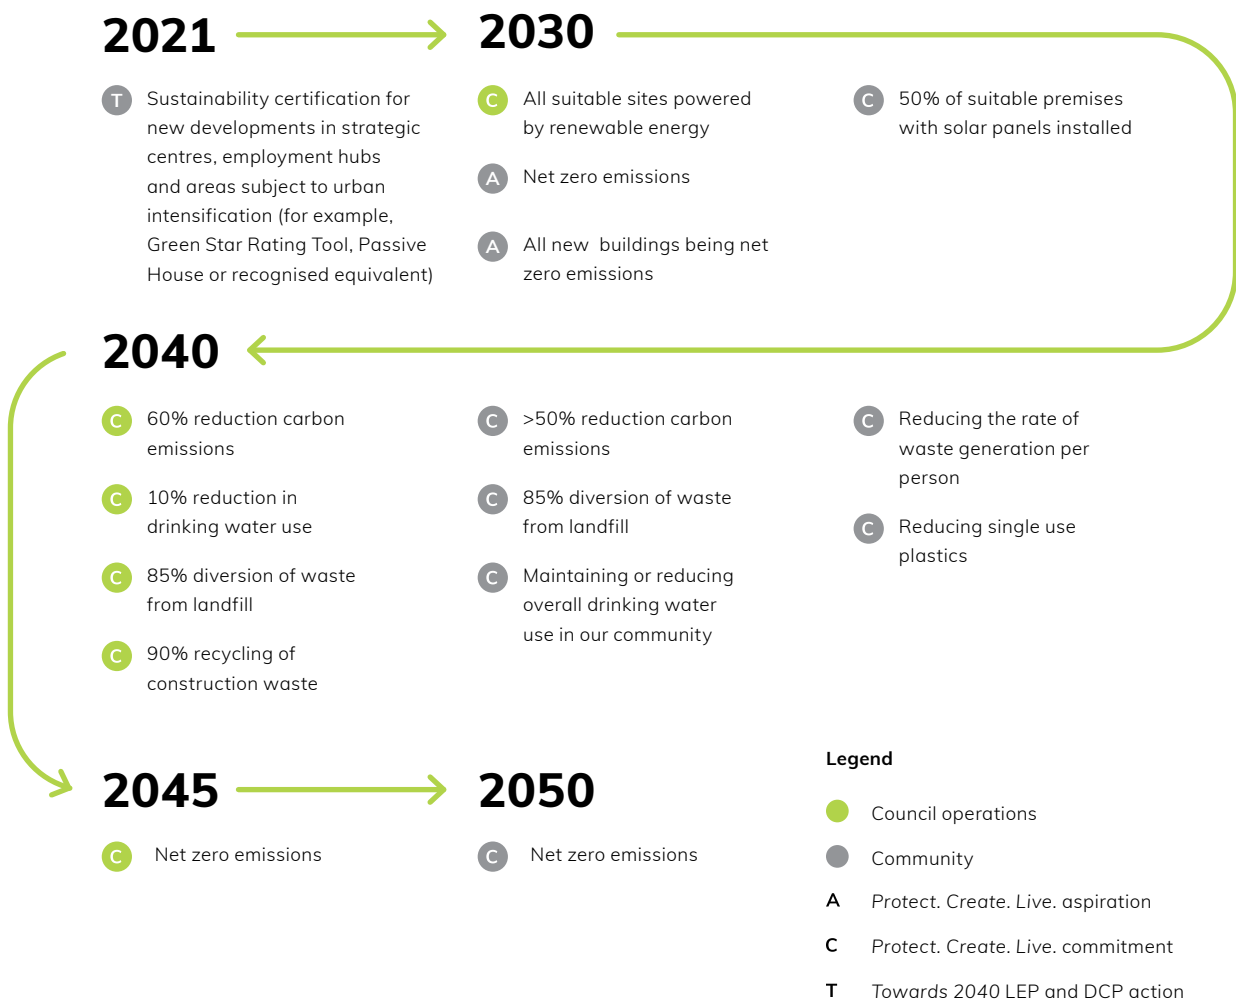 2021
T
Sustainability certification for
new developments in strategic
centres, employment hubs
and areas subject to urban
intensification (for example,
Green Star Rating Tool, Passive
House or recognised equivalent)
2030
C
All suitable sites powered
by renewable energy
A
Net zero emissions
A
All new buildings being net
zero emissions
C
50% of suitable premises
with solar panels installed
2040
C
60% reduction carbon
emissions
C
10% reduction in
drinking water use
C
85% diversion of waste
from landfill
C
90% recycling of
construction waste
C
>50% reduction carbon
emissions
C
85% diversion of waste
from landfill
C
Maintaining or reducing
overall drinking water
use in our community
C
Reducing the rate of
waste generation per
person
C
Reducing single use
plastics
2045
C
Net zero emissions
2050
C
Net zero emissions
Legend
Council operations
Community
A Protect. Create. Live. aspiration
C Protect. Create. Live. commitment
T Towards 2040 LEP and DCP action